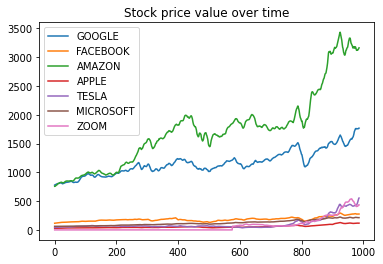 Stock price value over time
GOOGLE
FACEBOOK
AMAZON
APPLE
TESLA
MICROSOFT
ZOOM
3500
3000
2500
2000
1500
1000
500
0
0 200 400 600 800 1000